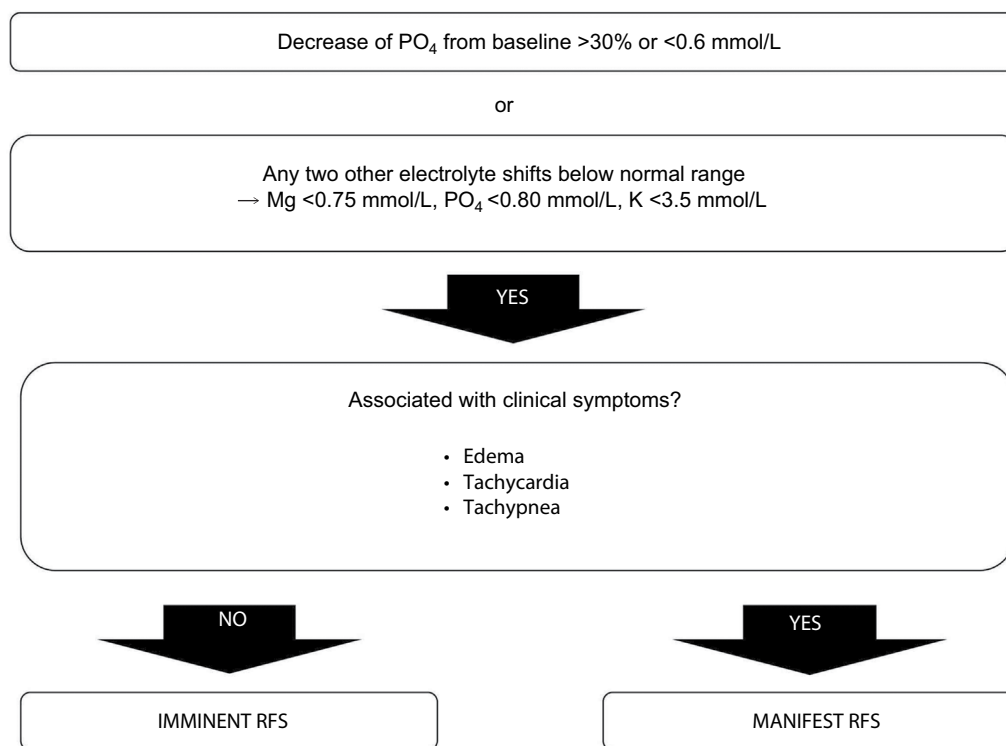 Decrease of PO₄ from baseline >30% or <0.6 mmol/L
or
Any two other electrolyte shifts below normal range
→ Mg <0.75 mmol/L, PO₄ <0.80 mmol/L, K <3.5 mmol/L
YES
Associated with clinical symptoms?
• Edema
• Tachycardia
• Tachypnea
NO
YES
IMMINENT RFS
MANIFEST RFS